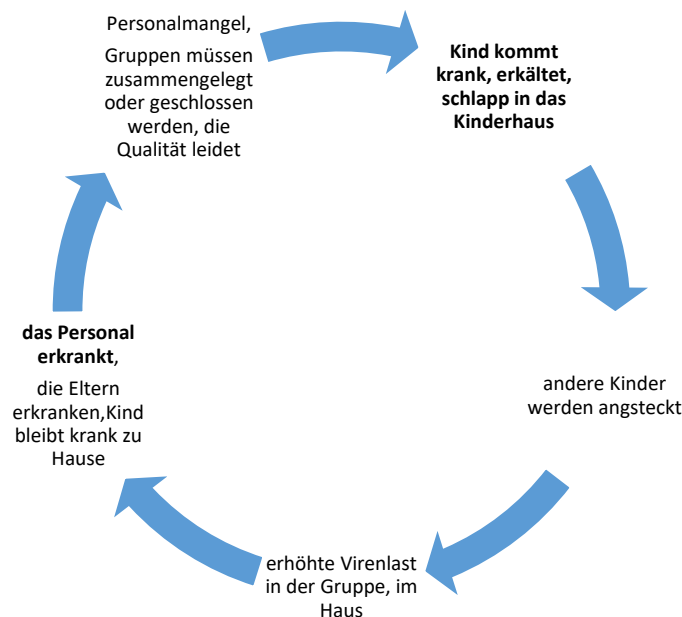 Personalmangel,
Gruppen müssen
zusammengelegt
oder geschlossen
werden, die
Qualität leidet
Kind kommt
krank, erkältet,
schlapp in das
Kinderhaus
andere Kinder
werden angsteckt
erhöhte Virenlast
in der Gruppe, im
Haus
das Personal
erkrankt,
die Eltern
erkranken,Kind
bleibt krank zu
Hause